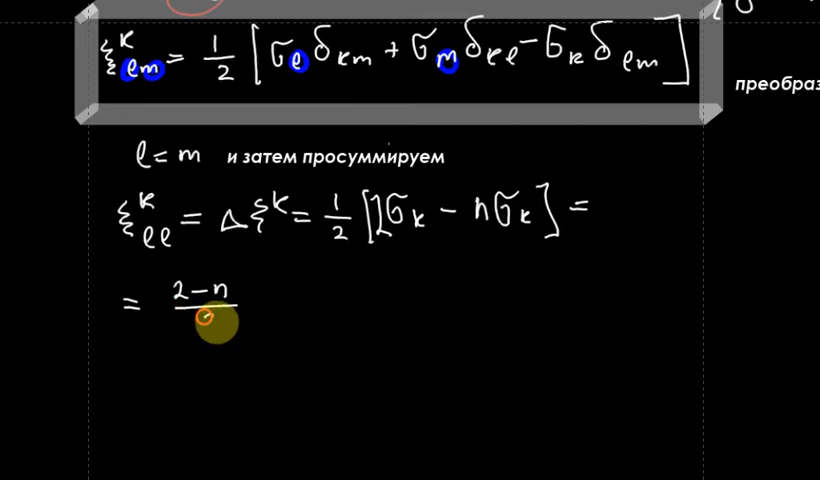 ξ^k_{lm} = 1/2 [σ_l δ_{km} + σ_m δ_{kl} − σ_k δ_{lm}]
преобраз
l = m и затем просуммируем
ξ^k_{ll} = Δξ^k = 1/2 [2σ_k − nσ_k] =
= 2−n